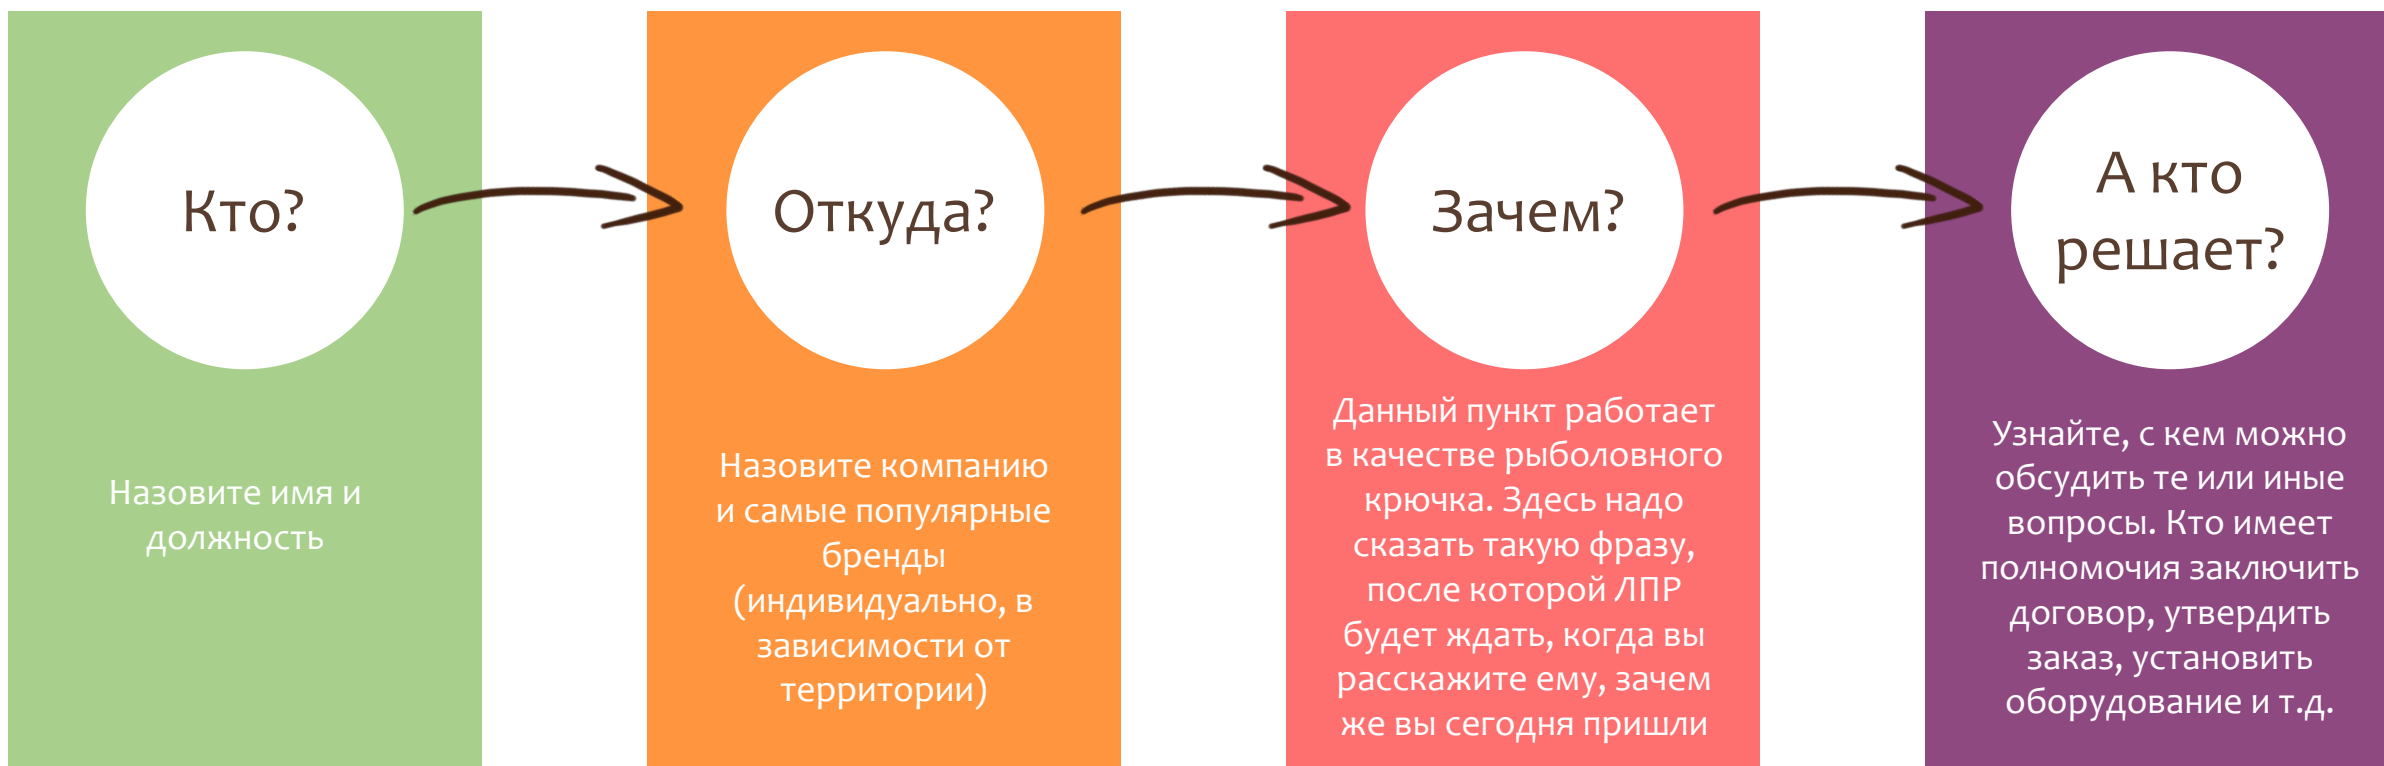 Кто?
Назовите имя и
должность
Откуда?
Назовите компанию
и самые популярные
бренды
(индивидуально, в
зависимости от
территории)
Зачем?
Данный пункт работает
в качестве рыболовного
крючка. Здесь надо
сказать такую фразу,
после которой ЛПР
будет ждать, когда вы
расскажите ему, зачем
же вы сегодня пришли
А кто
решает?
Узнайте, с кем можно
обсудить те или иные
вопросы. Кто имеет
полномочия заключить
договор, утвердить
заказ, установить
оборудование и т.д.